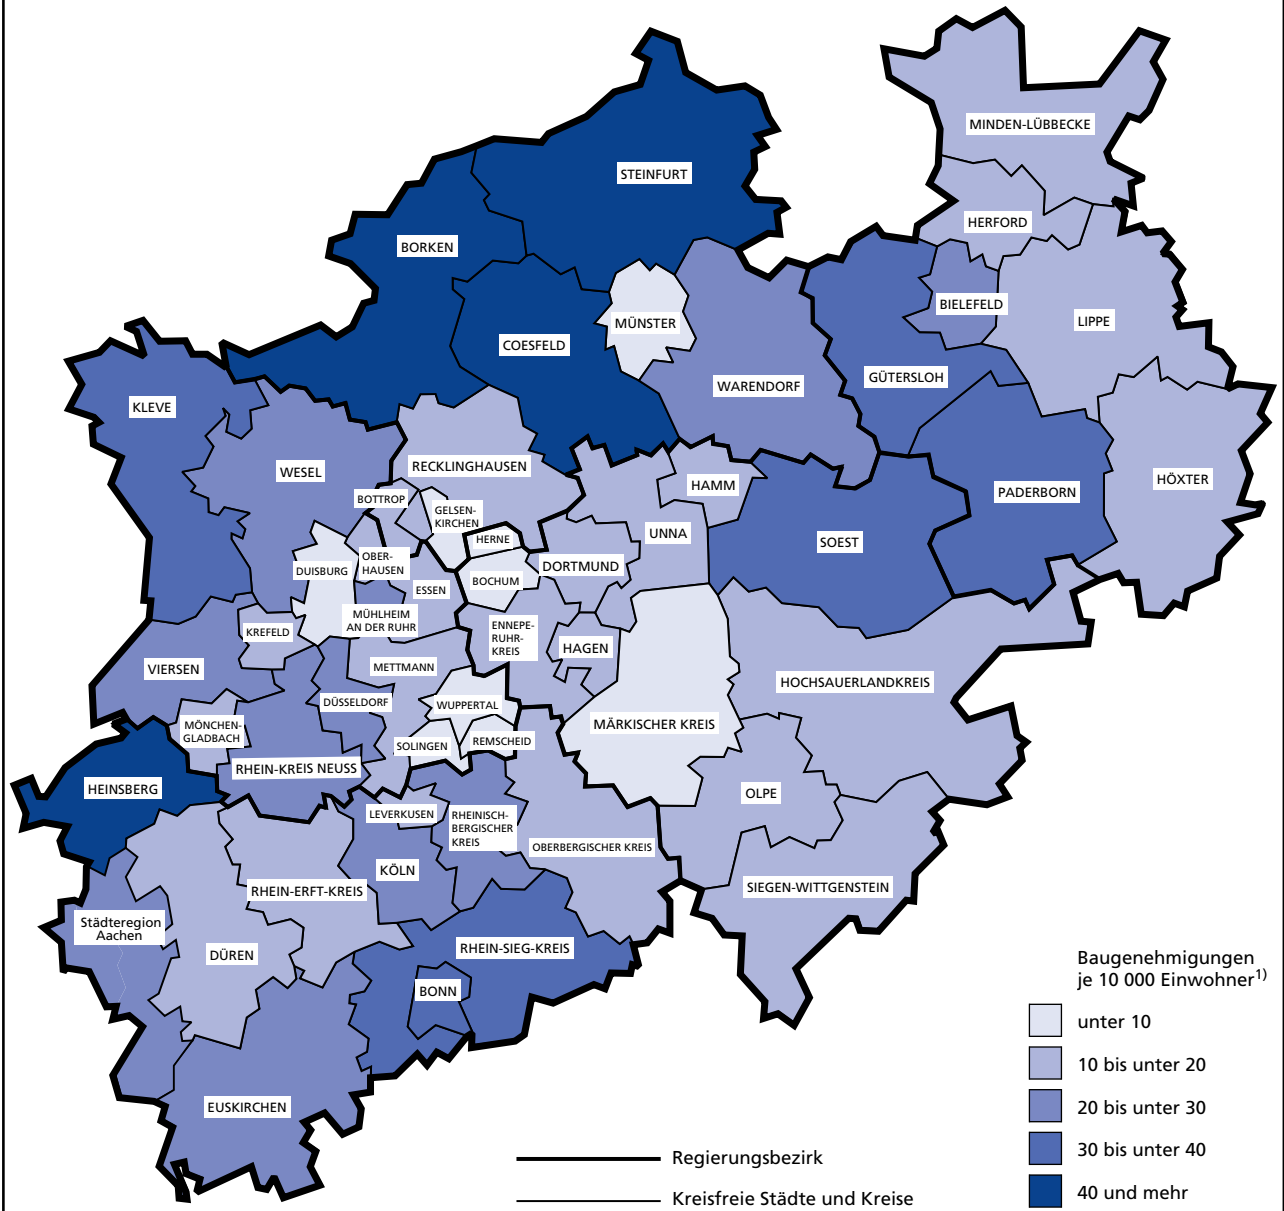 MINDEN-LÜBBECKE
STEINFURT
HERFORD
BORKEN
BIELEFELD
LIPPE
MÜNSTER
COESFELD
GÜTERSLOH
WARENDORF
KLEVE
RECKLINGHAUSEN
WESEL
HÖXTER
HAMM
PADERBORN
BOTTROP
GELSEN-
KIRCHEN
UNNA
HERNE
SOEST
OBER-
HAUSEN
DORTMUND
DUISBURG
BOCHUM
ESSEN
MÜHLHEIM
AN DER RUHR
KREFELD
ENNEPE-
RUHR-
KREIS
HAGEN
METTMANN
VIERSEN
HOCHSAUERLANDKREIS
DÜSSELDORF
WUPPERTAL
MÖNCHEN-
GLADBACH
MÄRKISCHER KREIS
SOLINGEN
REMSCHEID
RHEIN-KREIS NEUSS
HEINSBERG
OLPE
LEVERKUSEN
RHEINISCH-
BERGISCHER
KREIS
OBERBERGISCHER KREIS
KÖLN
RHEIN-ERFT-KREIS
SIEGEN-WITTGENSTEIN
Städteregion
Aachen
RHEIN-SIEG-KREIS
DÜREN
BONN
EUSKIRCHEN
Baugenehmigungen
je 10 000 Einwohner1)
unter 10
10 bis unter 20
20 bis unter 30
30 bis unter 40
40 und mehr
Regierungsbezirk
Kreisfreie Städte und Kreise